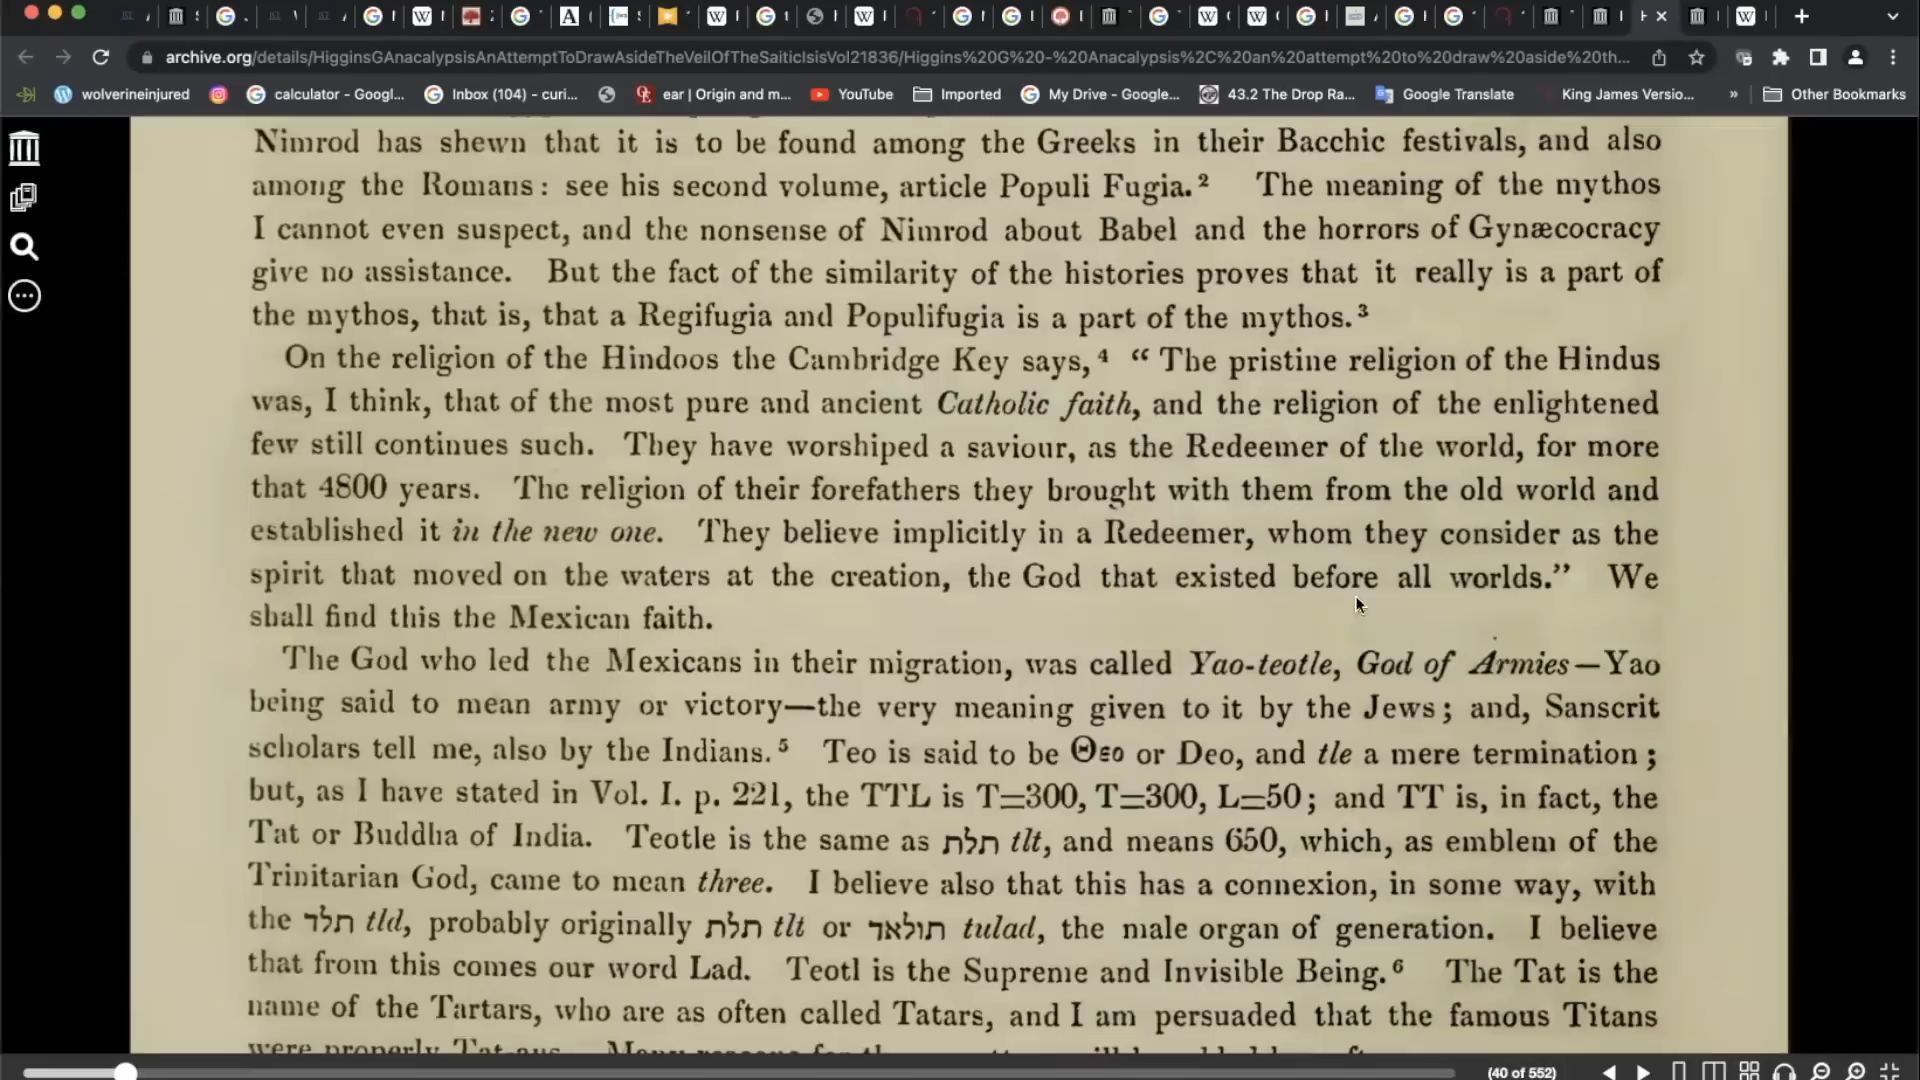 archive.org/details/HigginsGAnacalypsisAnAttemptToDrawAsideTheVeilOfTheSaiticIsisVol21836/Higgins%20G%20-%20Anacalypsis%2C%20an%20attempt%20to%20draw%20aside%20th...
wolverineinjured calculator - Googl... Inbox (104) - curi... ear | Origin and m... YouTube Imported My Drive - Google... 43.2 The Drop Ra... Google Translate King James Versio... » Other Bookmarks
Nimrod has shewn that it is to be found among the Greeks in their Bacchic festivals, and also
among the Romans: see his second volume, article Populi Fugia.² The meaning of the mythos
I cannot even suspect, and the nonsense of Nimrod about Babel and the horrors of Gynæcocracy
give no assistance. But the fact of the similarity of the histories proves that it really is a part of
the mythos, that is, that a Regifugia and Populifugia is a part of the mythos.³
On the religion of the Hindoos the Cambridge Key says,⁴ “The pristine religion of the Hindus
was, I think, that of the most pure and ancient Catholic faith, and the religion of the enlightened
few still continues such. They have worshiped a saviour, as the Redeemer of the world, for more
that 4800 years. The religion of their forefathers they brought with them from the old world and
established it in the new one. They believe implicitly in a Redeemer, whom they consider as the
spirit that moved on the waters at the creation, the God that existed before all worlds.” We
shall find this the Mexican faith.
The God who led the Mexicans in their migration, was called Yao-teotle, God of Armies—Yao
being said to mean army or victory—the very meaning given to it by the Jews; and, Sanscrit
scholars tell me, also by the Indians.⁵ Teo is said to be Θεο or Deo, and tle a mere termination;
but, as I have stated in Vol. I. p. 221, the TTL is T=300, T=300, L=50; and TT is, in fact, the
Tat or Buddha of India. Teotle is the same as תלת tlt, and means 650, which, as emblem of the
Trinitarian God, came to mean three. I believe also that this has a connexion, in some way, with
the תלד tld, probably originally תלת tlt or תולאד tulad, the male organ of generation. I believe
that from this comes our word Lad. Teotl is the Supreme and Invisible Being.⁶ The Tat is the
name of the Tartars, who are as often called Tatars, and I am persuaded that the famous Titans
were properly
(40 of 552)